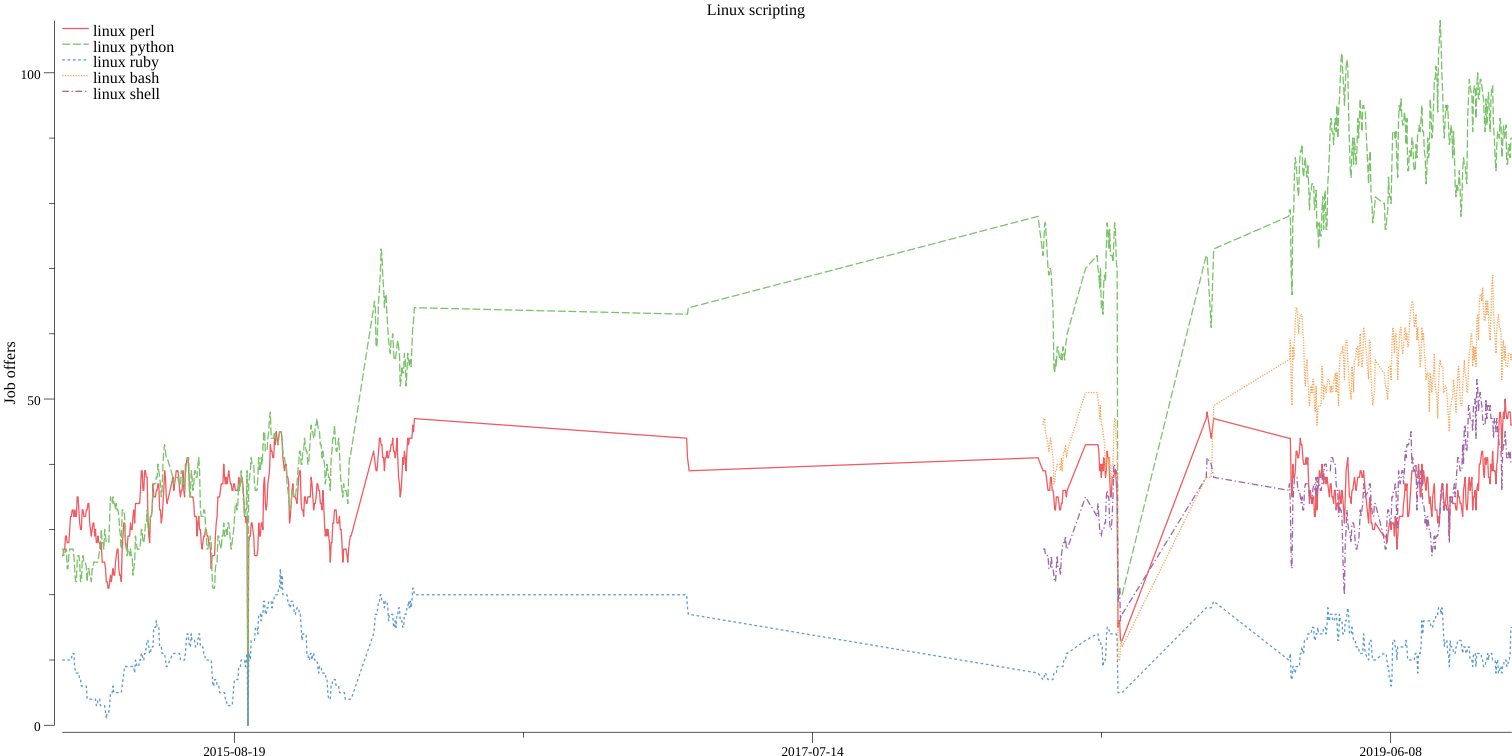 Linux scripting
linux perl
linux python
linux ruby
linux bash
linux shell
100
50
0
Job offers
2015-08-19
2017-07-14
2019-06-08